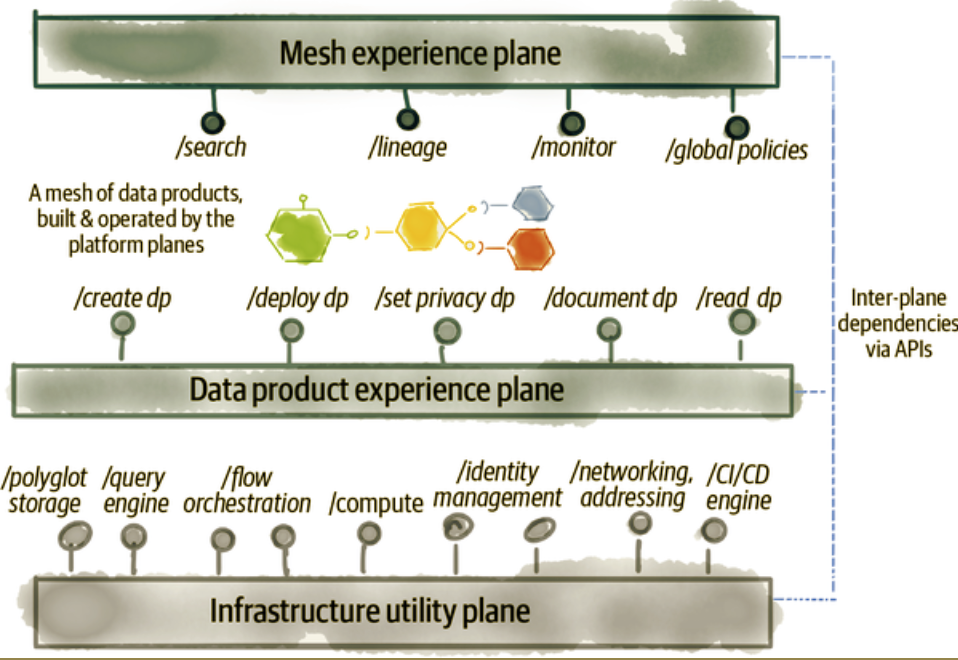 Mesh experience plane
/search
/lineage
/monitor
/global policies
A mesh of data products,
built & operated by the
platform planes
/create dp
/deploy dp
/set privacy dp
/document dp
/read dp
Inter-plane
dependencies
via APIs
Data product experience plane
/polyglot
storage
/query
engine
/flow
orchestration
/compute
/identity
management
/networking,
addressing
/CI/CD
engine
Infrastructure utility plane